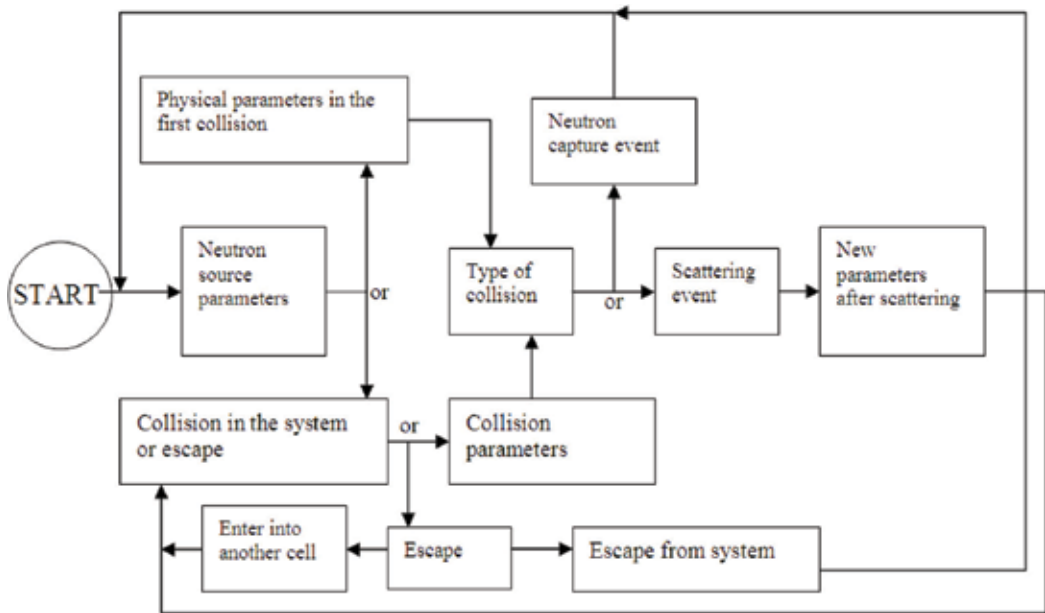 Physical parameters in the
first collision
Neutron
capture event
START
Neutron
source
parameters
or
Type of
collision
or
Scattering
event
New
parameters
after scattering
Collision in the system
or escape
or
Collision
parameters
Enter into
another cell
Escape
Escape from system